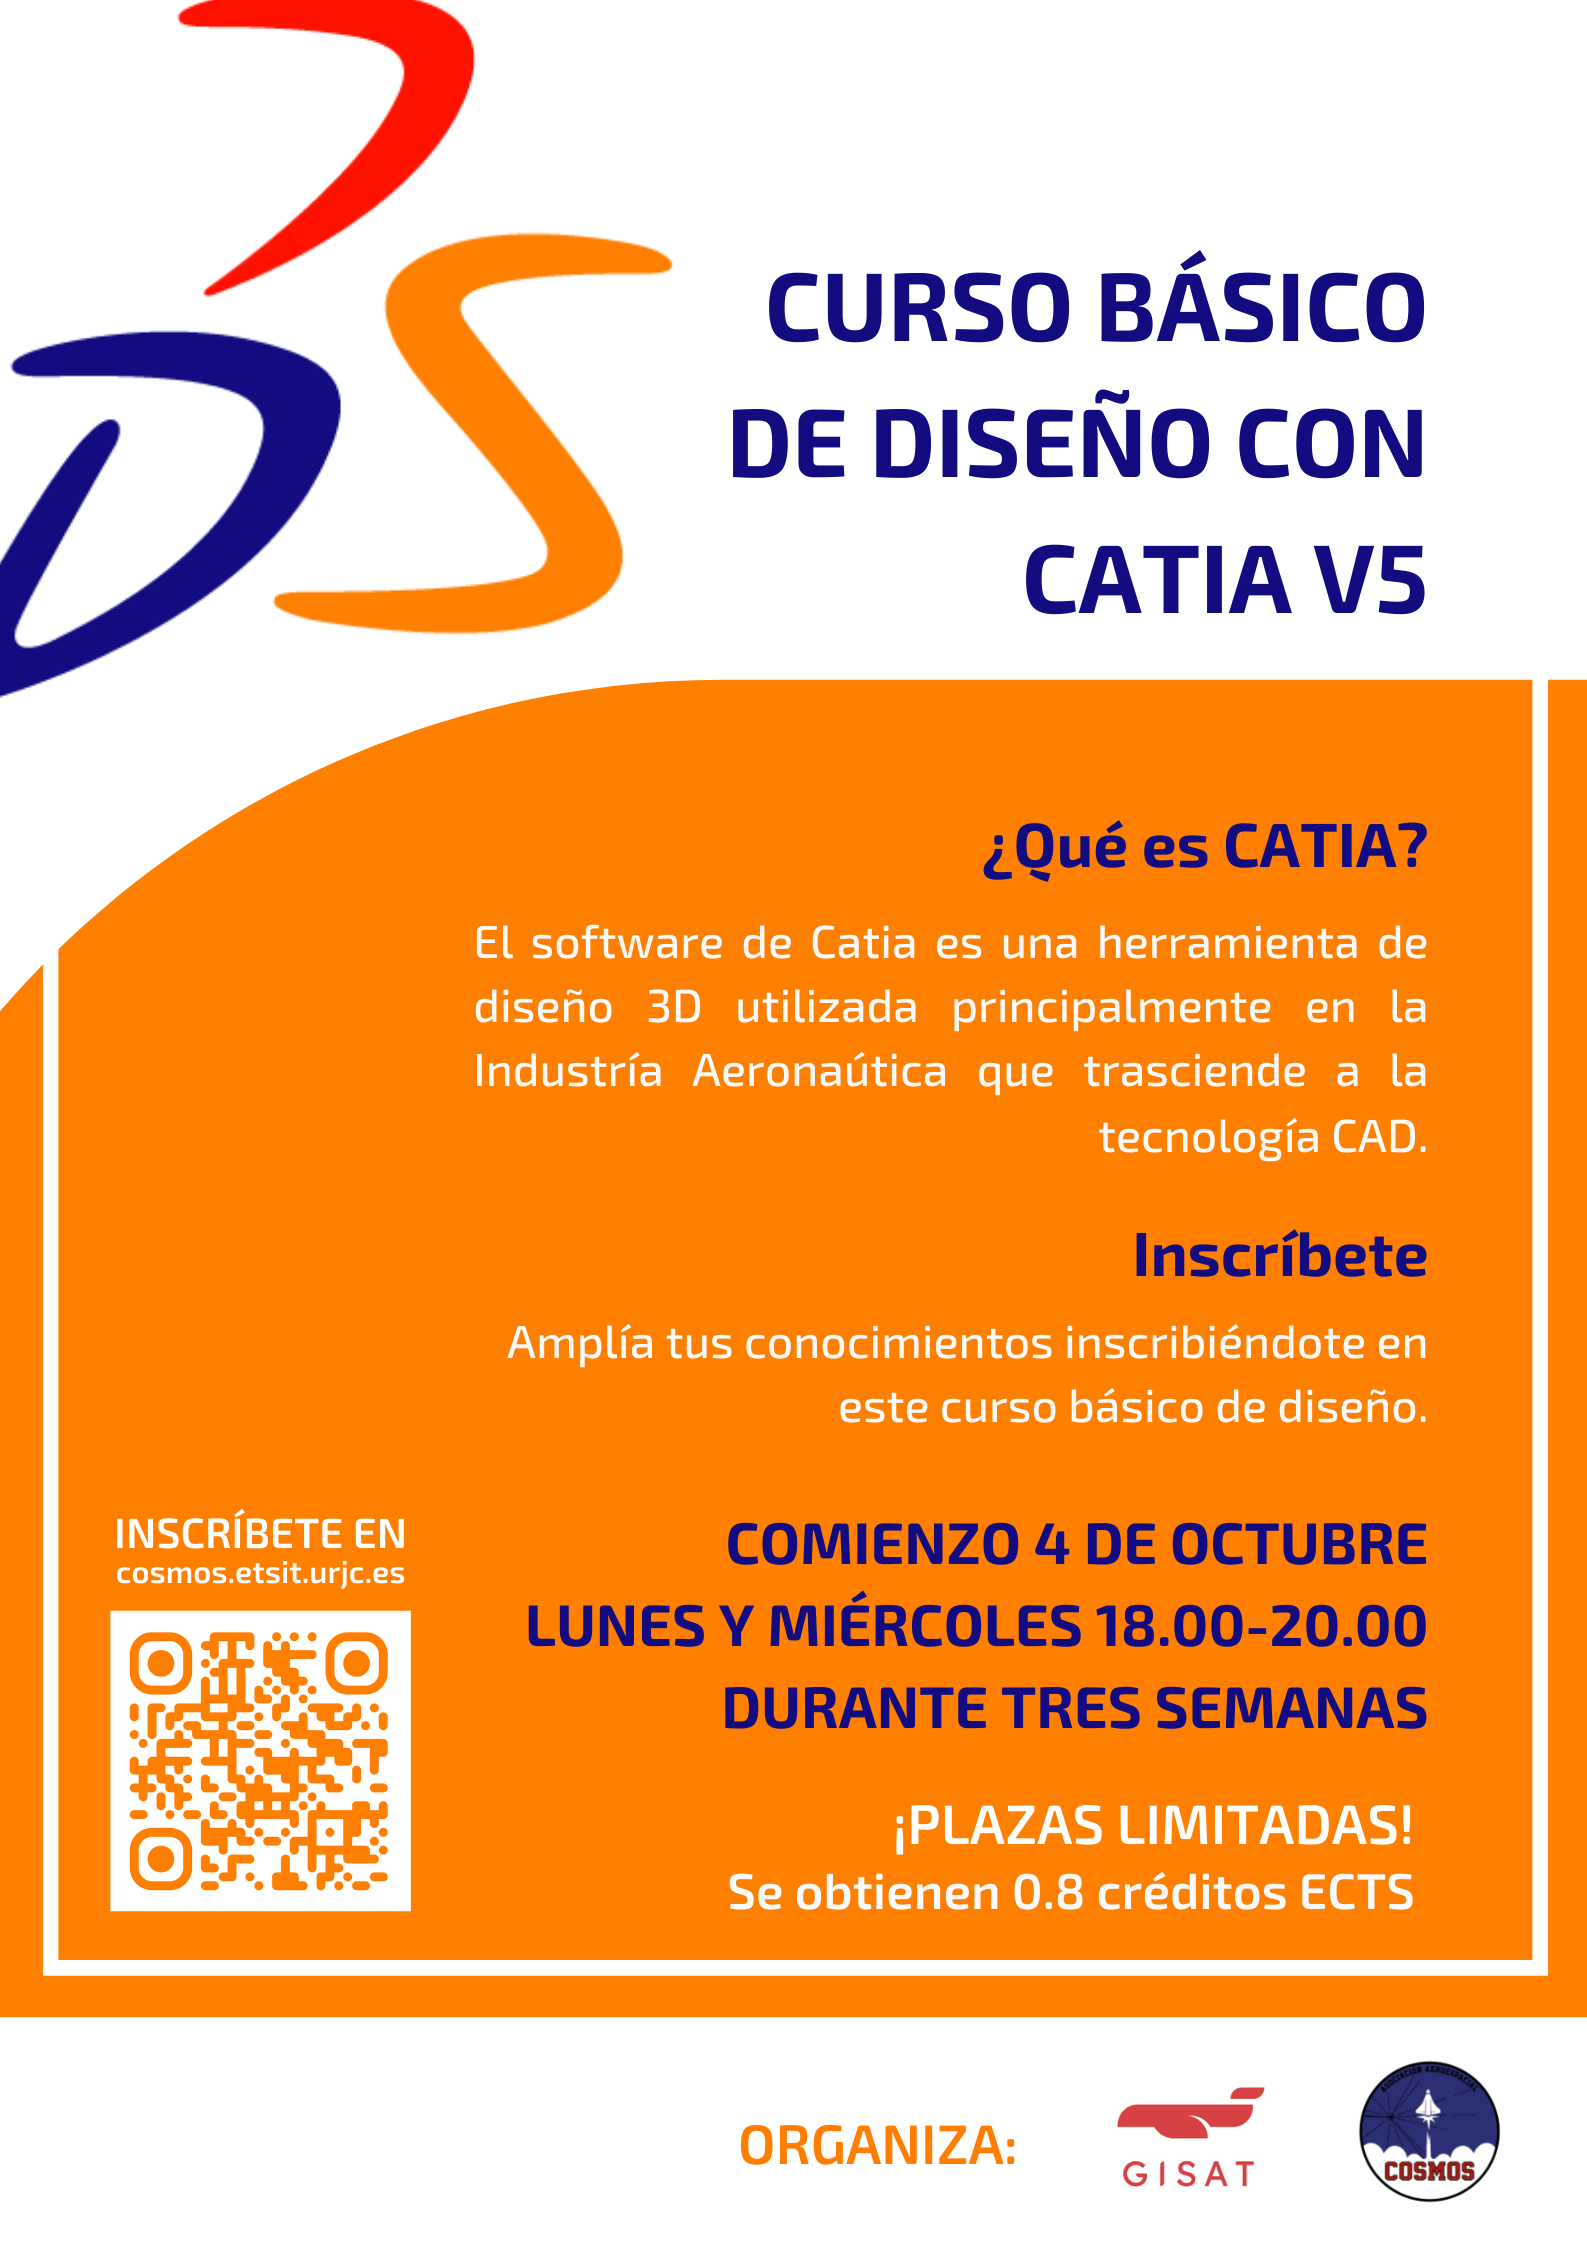 CURSO BÁSICO
DE DISEÑO CON
CATIA V5
¿Qué es CATIA?
El software de Catia es una herramienta de
diseño 3D utilizada principalmente en la
Industría Aeronaútica que trasciende a la
tecnología CAD.
Inscríbete
Amplía tus conocimientos inscribiéndote en
este curso básico de diseño.
INSCRÍBETE EN
cosmos.etsit.urjc.es
COMIENZO 4 DE OCTUBRE
LUNES Y MIÉRCOLES 18.00-20.00
DURANTE TRES SEMANAS
¡PLAZAS LIMITADAS!
Se obtienen 0.8 créditos ECTS
ORGANIZA:
GISAT
ASOCIACIÓN AEROESPACIAL
COSMOS